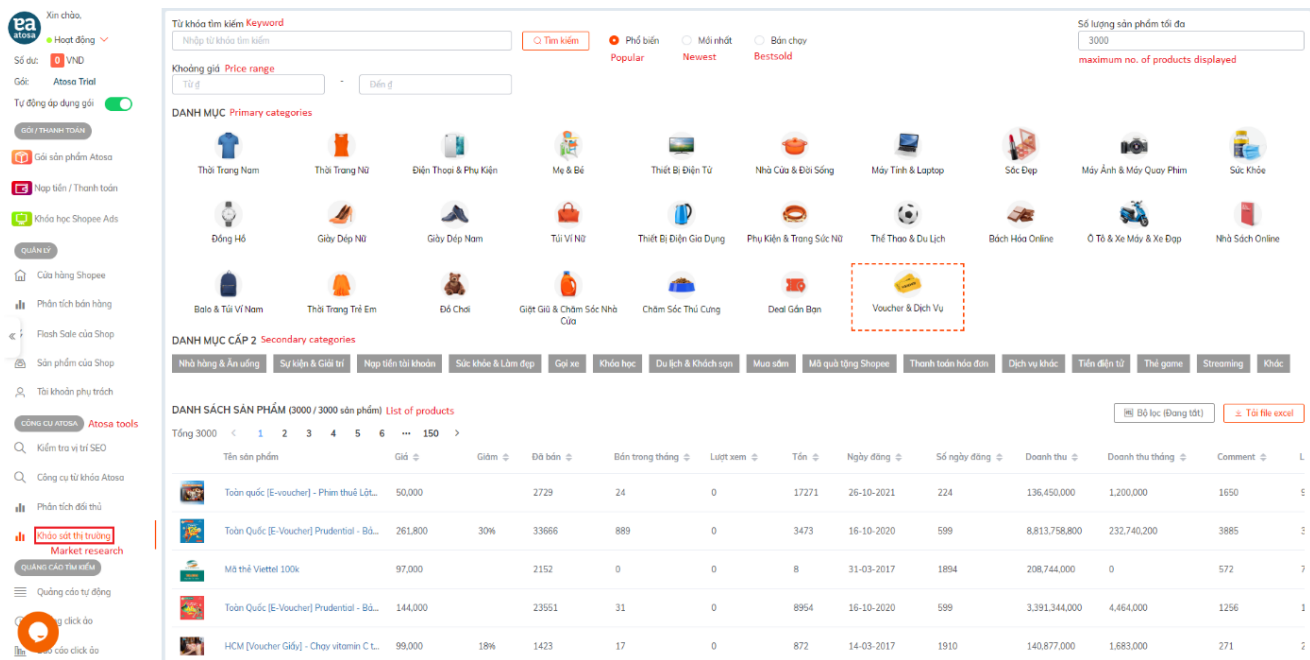 ea
atosa
Xin chào,
Hoạt động
Số dư: 0 VND
Gói: Atosa Trial
Tự động áp dụng gói
GÓI / THANH TOÁN
Gói sản phẩm Atosa
Nạp tiền / Thanh toán
Khóa học Shopee Ads
QUẢN LÝ
Cửa hàng Shopee
Phân tích bán hàng
Flash Sale của Shop
Sản phẩm của Shop
Tài khoản phụ trách
CÔNG CỤ ATOSA Atosa tools
Kiểm tra vị trí SEO
Công cụ từ khóa Atosa
Phân tích đối thủ
Khảo sát thị trường
Market research
QUẢNG CÁO TÌM KIẾM
Quảng cáo tự động
click ảo
cáo click ảo
Từ khóa tìm kiếm Keyword
Nhập từ khóa tìm kiếm
Tìm kiếm
Phổ biến Mới nhất Bán chạy
Popular Newest Bestsold
Số lượng sản phẩm tối đa
3000
maximum no. of products displayed
Khoảng giá Price range
Từ ₫ - Đến ₫
DANH MỤC Primary categories
Thời Trang Nam Thời Trang Nữ Điện Thoại & Phụ Kiện Mẹ & Bé Thiết Bị Điện Tử Nhà Cửa & Đời Sống Máy Tính & Laptop Sắc Đẹp Máy Ảnh & Máy Quay Phim Sức Khỏe
Đồng Hồ Giày Dép Nữ Giày Dép Nam Túi Ví Nữ Thiết Bị Điện Gia Dụng Phụ Kiện & Trang Sức Nữ Thể Thao & Du Lịch Bách Hóa Online Ô Tô & Xe Máy & Xe Đạp Nhà Sách Online
Balo & Túi Ví Nam Thời Trang Trẻ Em Đồ Chơi Giặt Giũ & Chăm Sóc Nhà Cửa Chăm Sóc Thú Cưng Deal Gần Bạn Voucher & Dịch Vụ
DANH MỤC CẤP 2 Secondary categories
Nhà hàng & Ăn uống Sự kiện & Giải trí Nạp tiền tài khoản Sức khỏe & Làm đẹp Gọi xe Khóa học Du lịch & Khách sạn Mua sắm Mã quà tặng Shopee Thanh toán hóa đơn Dịch vụ khác Tiền điện tử Thẻ game Streaming Khác
DANH SÁCH SẢN PHẨM (3000 / 3000 sản phẩm) List of products
Bộ lọc (Đang tắt) Tải file excel
Tổng 3000 < 1 2 3 4 5 6 ••• 150 >
Tên sản phẩm Giá Giảm Đã bán Bán trong tháng Lượt xem Tồn Ngày đăng Số ngày đăng Doanh thu Doanh thu tháng Comment L
Toàn quốc [E-voucher] - Phim thuê Lật... 50,000 2729 24 0 17271 26-10-2021 224 136,450,000 1,200,000 1650
Toàn Quốc [E-Voucher] Prudential - Bả... 261,800 30% 33666 889 0 3473 16-10-2020 599 8,813,758,800 232,740,200 3885
Mã thẻ Viettel 100k 97,000 2152 0 0 8 31-03-2017 1894 208,744,000 0 572
Toàn Quốc [E-Voucher] Prudential - Bả... 144,000 23551 31 0 8954 16-10-2020 599 3,391,344,000 4,464,000 1256
HCM [Voucher Giấy] - Chạy vitamin C t... 99,000 18% 1423 17 0 872 14-03-2017 1910 140,877,000 1,683,000 271